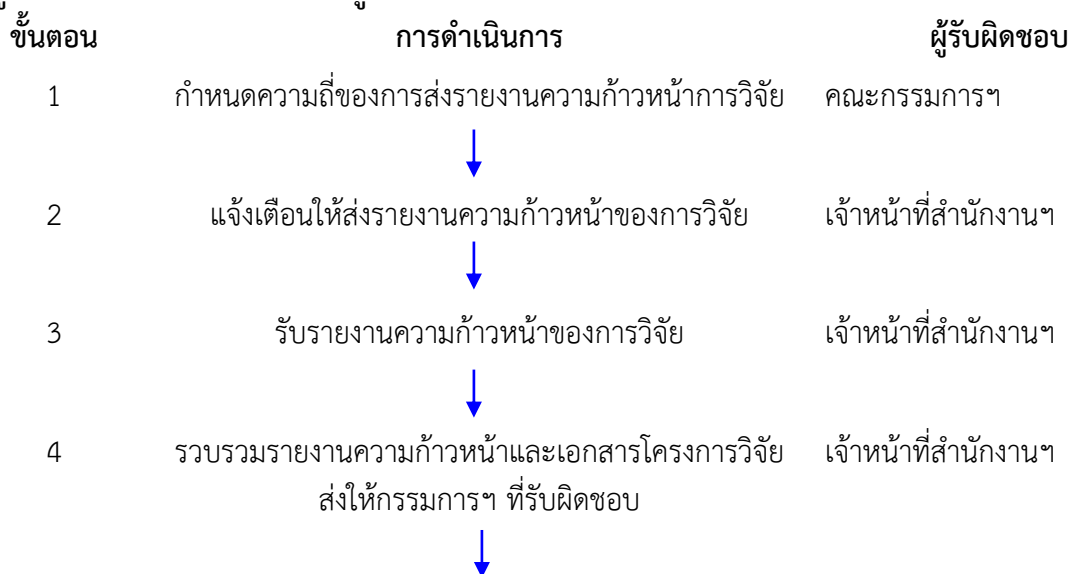 ขั้นตอน การดำเนินการ ผู้รับผิดชอบ
1 กำหนดความถี่ของการส่งรายงานความก้าวหน้าการวิจัย คณะกรรมการฯ
2 แจ้งเตือนให้ส่งรายงานความก้าวหน้าของการวิจัย เจ้าหน้าที่สำนักงานฯ
3 รับรายงานความก้าวหน้าของการวิจัย เจ้าหน้าที่สำนักงานฯ
4 รวบรวมรายงานความก้าวหน้าและเอกสารโครงการวิจัย เจ้าหน้าที่สำนักงานฯ
ส่งให้กรรมการฯ ที่รับผิดชอบ